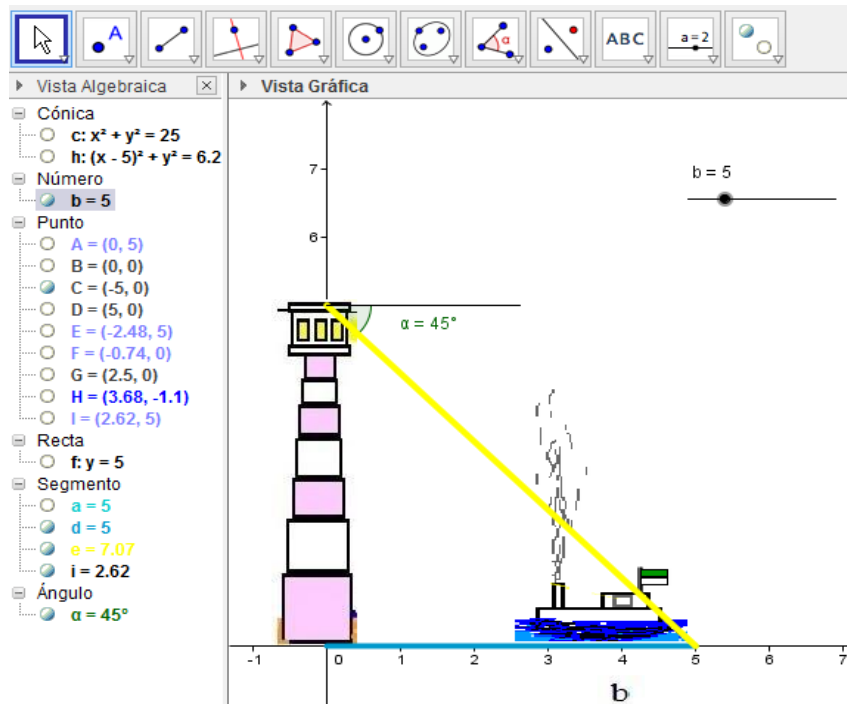 A
α
ABC
a=2
Vista Algebraica
Vista Gráfica
Cónica
c: x² + y² = 25
h: (x - 5)² + y² = 6.2
Número
b = 5
Punto
A = (0, 5)
B = (0, 0)
C = (-5, 0)
D = (5, 0)
E = (-2.48, 5)
F = (-0.74, 0)
G = (2.5, 0)
H = (3.68, -1.1)
I = (2.62, 5)
Recta
f: y = 5
Segmento
a = 5
d = 5
e = 7.07
i = 2.62
Ángulo
α = 45°
b = 5
7
6
α = 45°
-1 0 1 2 3 4 5 6 7
b